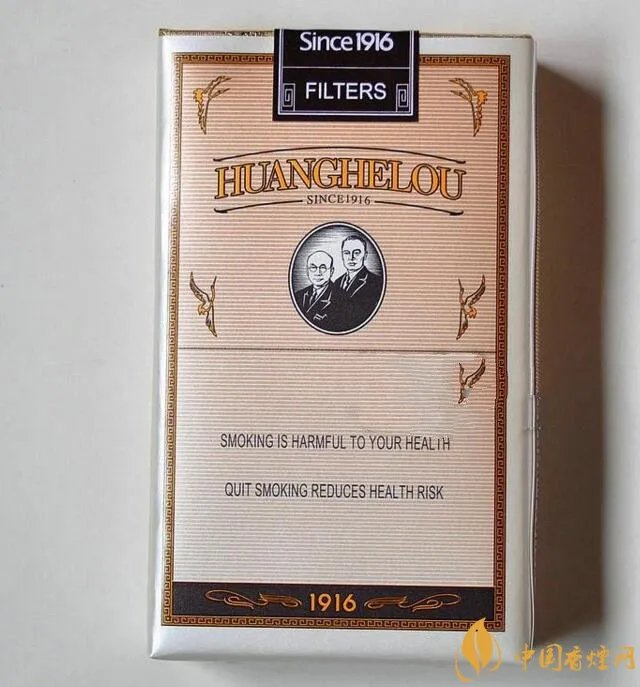 Since1916
FILTERS
HUANGHELOU
SINCE1916
SMOKING IS HARMFUL TO YOUR HEALTH
QUIT SMOKING REDUCES HEALTH RISK
1916
中国香烟网